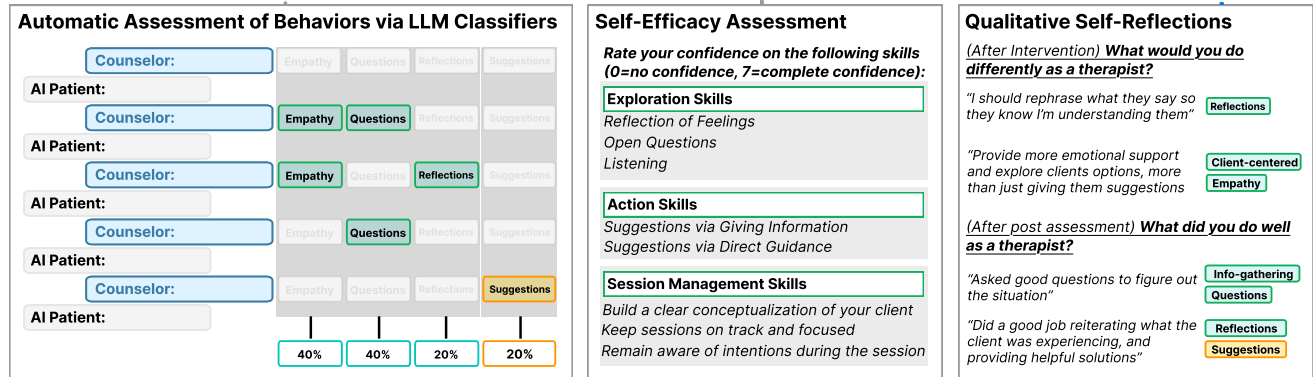 Automatic Assessment of Behaviors via LLM Classifiers
Counselor: Empathy Questions Reflections Suggestions
AI Patient:
Counselor: Empathy Questions Reflections Suggestions
AI Patient:
Counselor: Empathy Questions Reflections Suggestions
AI Patient:
Counselor: Empathy Questions Reflections Suggestions
AI Patient:
Counselor: Empathy Questions Reflections Suggestions
AI Patient:
40% 40% 20% 20%
Self-Efficacy Assessment
Rate your confidence on the following skills
(0=no confidence, 7=complete confidence):
Exploration Skills
Reflection of Feelings
Open Questions
Listening
Action Skills
Suggestions via Giving Information
Suggestions via Direct Guidance
Session Management Skills
Build a clear conceptualization of your client
Keep sessions on track and focused
Remain aware of intentions during the session
Qualitative Self-Reflections
(After Intervention) What would you do
differently as a therapist?
“I should rephrase what they say so
they know I’m understanding them”
Reflections
“Provide more emotional support
and explore clients options, more
than just giving them suggestions
Client-centered
Empathy
(After post assessment) What did you do well
as a therapist?
“Asked good questions to figure out
the situation”
Info-gathering
Questions
“Did a good job reiterating what the
client was experiencing, and
providing helpful solutions”
Reflections
Suggestions